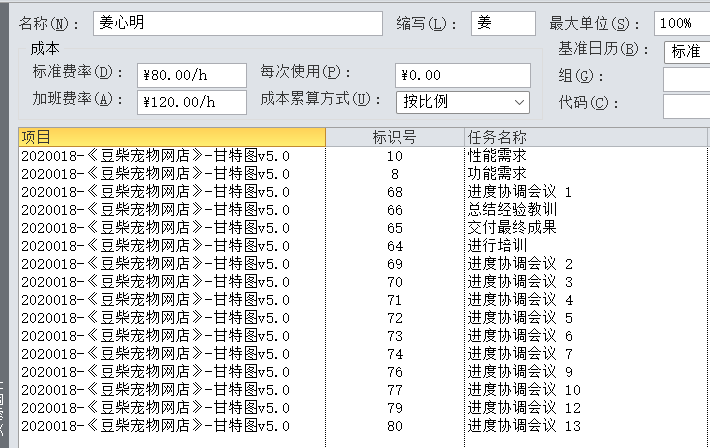 名称(N): 姜心明 缩写(L): 姜 最大单位(S): 100%
成本 基准日历(B): 标准
标准费率(D): ¥80.00/h 每次使用(P): ¥0.00 组(G):
加班费率(A): ¥120.00/h 成本累算方式(U): 按比例 代码(C):
项目 标识号 任务名称
2020018-《豆柴宠物网店》-甘特图v5.0 10 性能需求
2020018-《豆柴宠物网店》-甘特图v5.0 8 功能需求
2020018-《豆柴宠物网店》-甘特图v5.0 68 进度协调会议 1
2020018-《豆柴宠物网店》-甘特图v5.0 66 总结经验教训
2020018-《豆柴宠物网店》-甘特图v5.0 65 交付最终成果
2020018-《豆柴宠物网店》-甘特图v5.0 64 进行培训
2020018-《豆柴宠物网店》-甘特图v5.0 69 进度协调会议 2
2020018-《豆柴宠物网店》-甘特图v5.0 70 进度协调会议 3
2020018-《豆柴宠物网店》-甘特图v5.0 71 进度协调会议 4
2020018-《豆柴宠物网店》-甘特图v5.0 72 进度协调会议 5
2020018-《豆柴宠物网店》-甘特图v5.0 73 进度协调会议 6
2020018-《豆柴宠物网店》-甘特图v5.0 74 进度协调会议 7
2020018-《豆柴宠物网店》-甘特图v5.0 76 进度协调会议 9
2020018-《豆柴宠物网店》-甘特图v5.0 77 进度协调会议 10
2020018-《豆柴宠物网店》-甘特图v5.0 79 进度协调会议 12
2020018-《豆柴宠物网店》-甘特图v5.0 80 进度协调会议 13